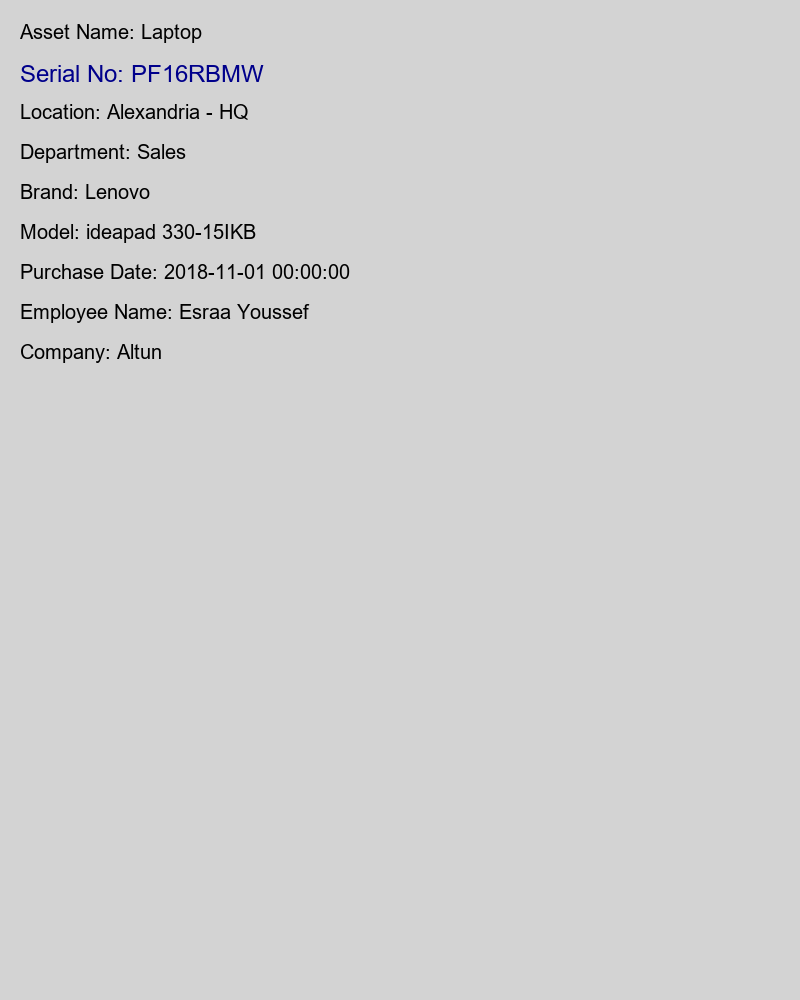 Asset Name: Laptop
Serial No: PF16RBMW
Location: Alexandria - HQ
Department: Sales
Brand: Lenovo
Model: ideapad 330-15IKB
Purchase Date: 2018-11-01 00:00:00
Employee Name: Esraa Youssef
Company: Altun